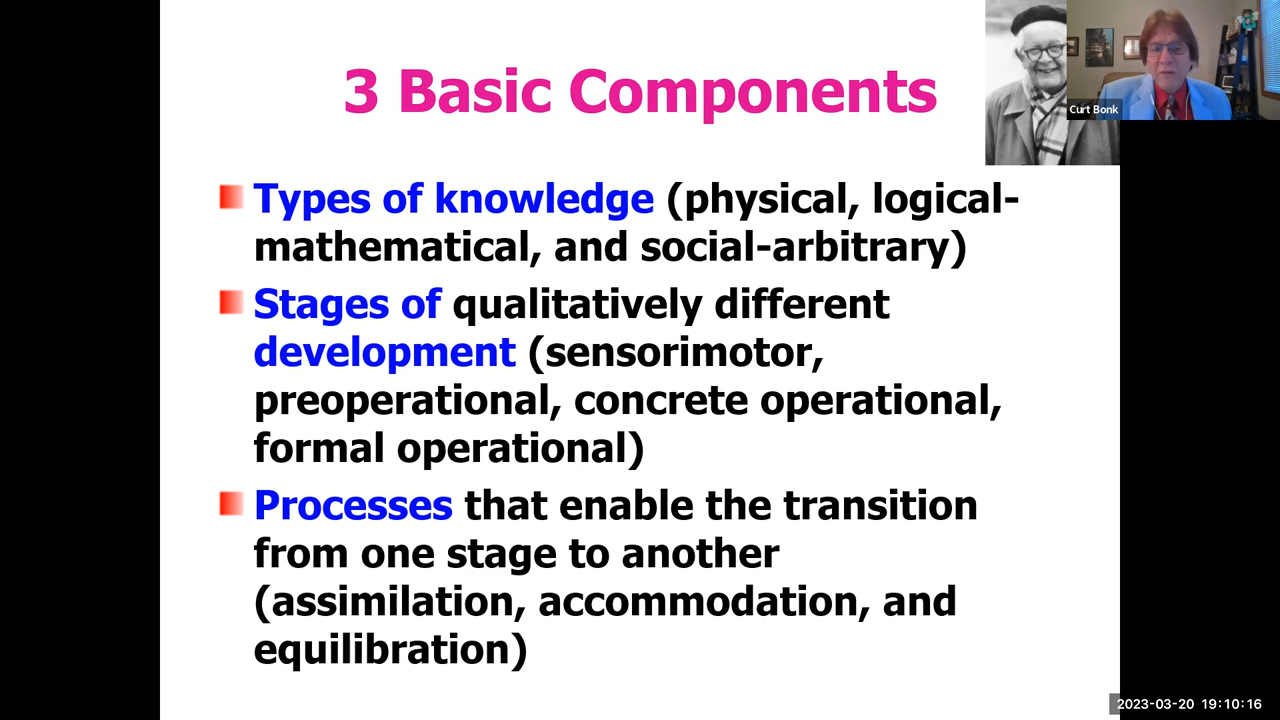 3 Basic Components
Curt Bonk
Types of knowledge (physical, logical-
mathematical, and social-arbitrary)
Stages of qualitatively different
development (sensorimotor,
preoperational, concrete operational,
formal operational)
Processes that enable the transition
from one stage to another
(assimilation, accommodation, and
equilibration)
2023-03-20 19:10:16